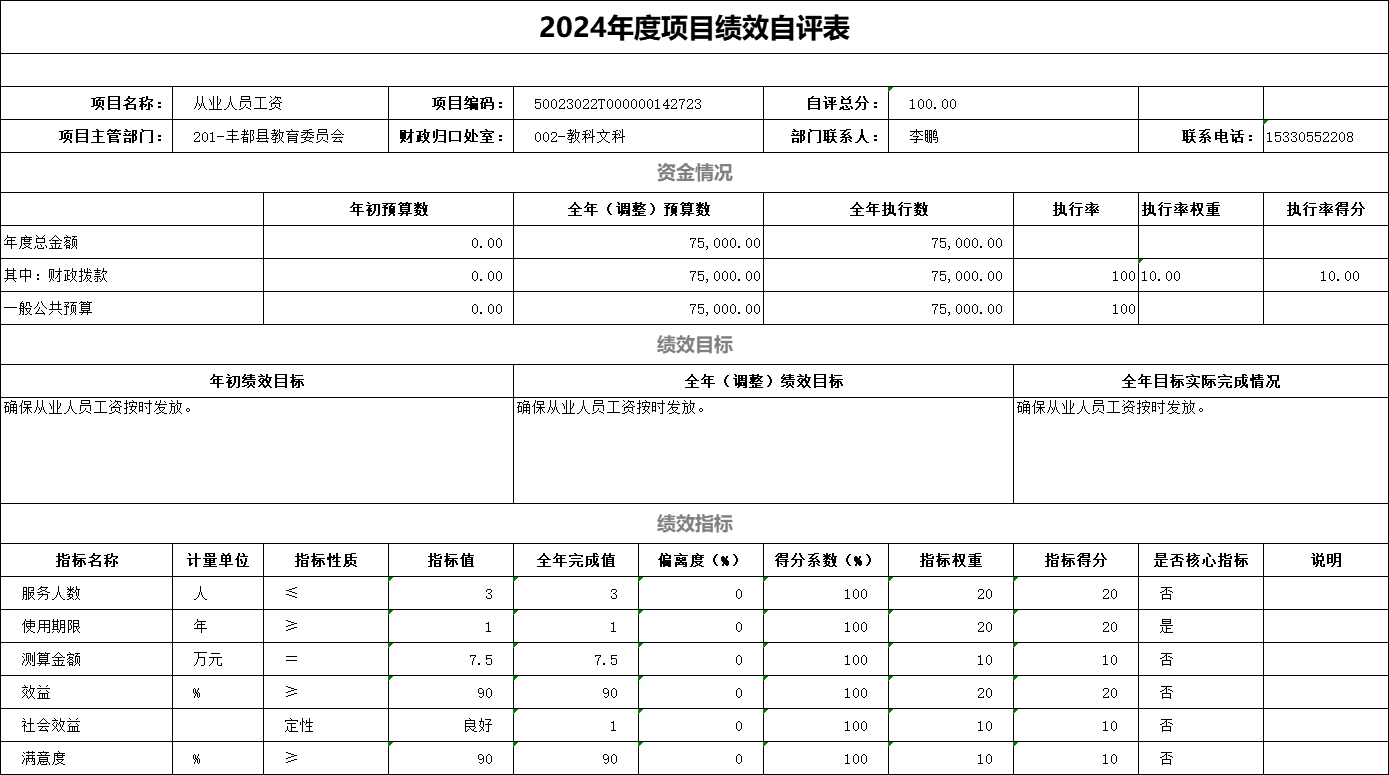 2024年度项目绩效自评表
项目名称： 从业人员工资 项目编码： 50023022T000000142723 自评总分： 100.00
项目主管部门： 201-丰都县教育委员会 财政归口处室： 002-教科文科 部门联系人： 李鹏 联系电话： 15330552208
资金情况
年初预算数 全年（调整）预算数 全年执行数 执行率 执行率权重 执行率得分
年度总金额 0.00 75,000.00 75,000.00
其中：财政拨款 0.00 75,000.00 75,000.00 100 10.00 10.00
一般公共预算 0.00 75,000.00 75,000.00 100
绩效目标
年初绩效目标 全年（调整）绩效目标 全年目标实际完成情况
确保从业人员工资按时发放。 确保从业人员工资按时发放。 确保从业人员工资按时发放。
绩效指标
指标名称 计量单位 指标性质 指标值 全年完成值 偏离度（%） 得分系数（%） 指标权重 指标得分 是否核心指标 说明
服务人数 人 ≤ 3 3 0 100 20 20 否
使用期限 年 ≥ 1 1 0 100 20 20 是
测算金额 万元 ＝ 7.5 7.5 0 100 10 10 否
效益 % ≥ 90 90 0 100 20 20 否
社会效益 定性 良好 1 0 100 10 10 否
满意度 % ≥ 90 90 0 100 10 10 否